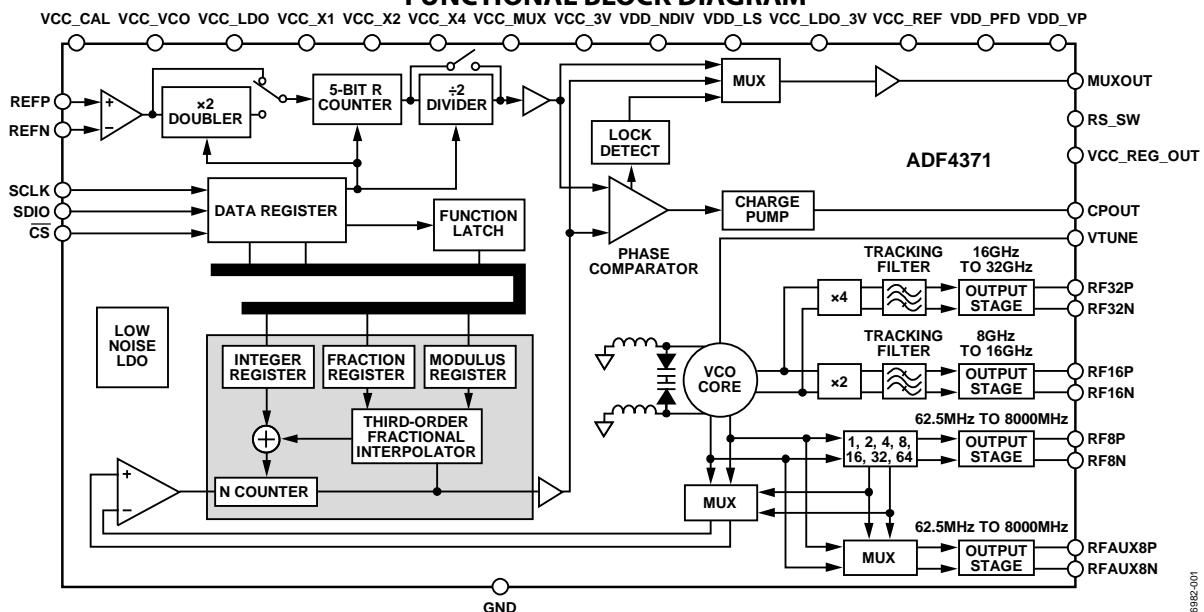 FUNCTIONAL BLOCK DIAGRAM
VCC_CAL VCC_VCO VCC_LDO VCC_X1 VCC_X2 VCC_X4 VCC_MUX VCC_3V VDD_NDIV VDD_LS VCC_LDO_3V VCC_REF VDD_PFD VDD_VP
REFP
REFN
+
–
×2
DOUBLER
5-BIT R
COUNTER
÷2
DIVIDER
MUX
MUXOUT
RS_SW
VCC_REG_OUT
ADF4371
LOCK
DETECT
SCLK
SDIO
CS
DATA REGISTER
FUNCTION
LATCH
PHASE
COMPARATOR
CHARGE
PUMP
CPOUT
VTUNE
LOW
NOISE
LDO
INTEGER
REGISTER
FRACTION
REGISTER
MODULUS
REGISTER
THIRD-ORDER
FRACTIONAL
INTERPOLATOR
+
N COUNTER
+
–
VCO
CORE
×4
TRACKING
FILTER
16GHz
TO 32GHz
OUTPUT
STAGE
RF32P
RF32N
×2
TRACKING
FILTER
8GHz
TO 16GHz
OUTPUT
STAGE
RF16P
RF16N
1, 2, 4, 8,
16, 32, 64
62.5MHz TO 8000MHz
OUTPUT
STAGE
RF8P
RF8N
MUX
MUX
62.5MHz TO 8000MHz
OUTPUT
STAGE
RFAUX8P
RFAUX8N
GND